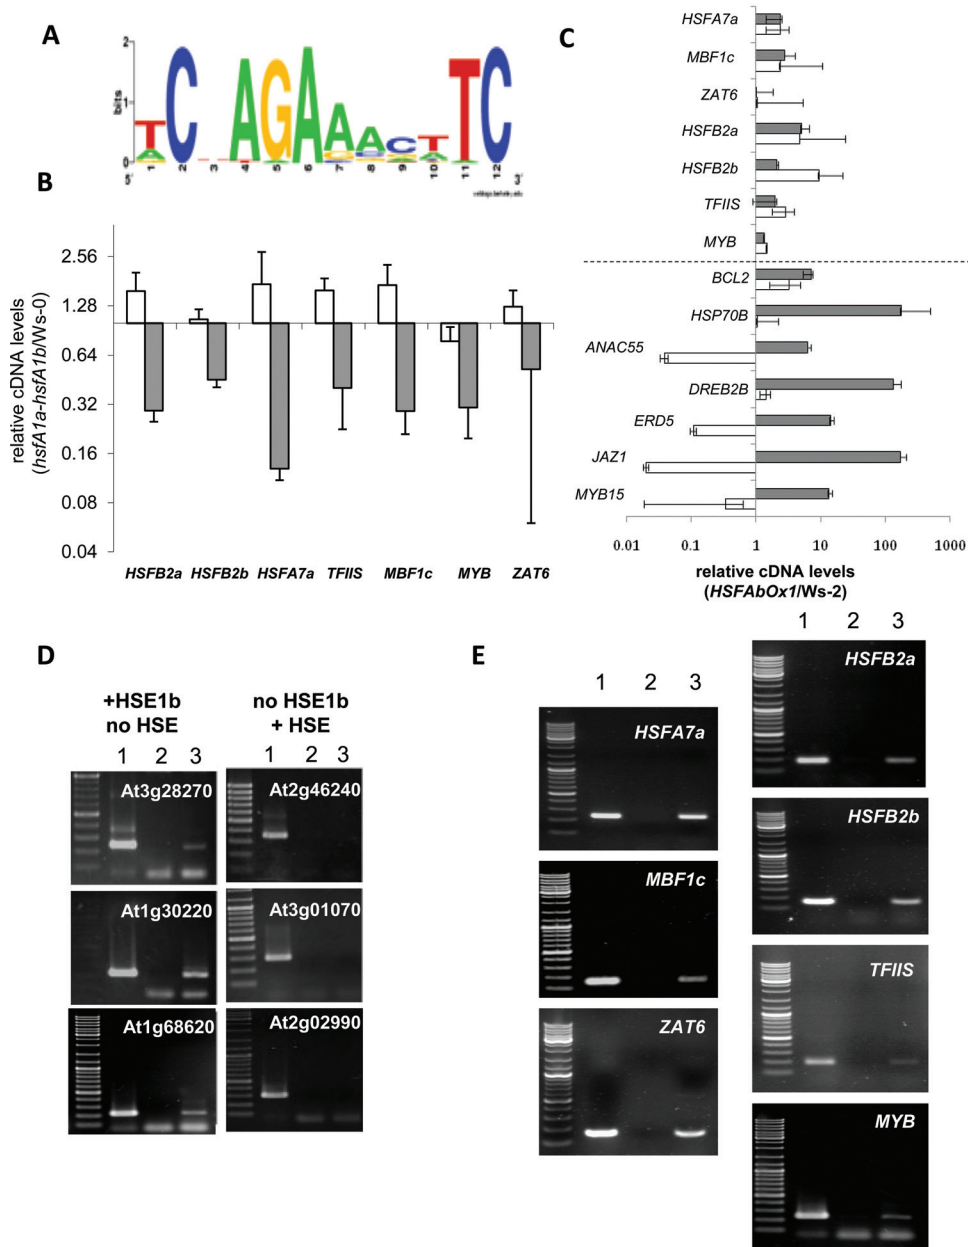 A
2
1
0
bits
T C A G A A A C T T C
1 2 3 4 5 6 7 8 9 10 11 12
5'
3'
B
relative cDNA levels
(hsfA1a-hsfA1b/Ws-0)
2.56
1.28
0.64
0.32
0.16
0.08
0.04
HSFB2a HSFB2b HSFA7a TFIIS MBF1c MYB ZAT6
C
HSFA7a
MBF1c
ZAT6
HSFB2a
HSFB2b
TFIIS
MYB
BCL2
HSP70B
ANAC55
DREB2B
ERD5
JAZ1
MYB15
0.01 0.1 1 10 100 1000
relative cDNA levels
(HSFAbOx1/Ws-2)
D
+HSE1b
no HSE
1 2 3
At3g28270
At1g30220
At1g68620
no HSE1b
+ HSE
1 2 3
At2g46240
At3g01070
At2g02990
E
1 2 3
HSFA7a
MBF1c
ZAT6
1 2 3
HSFB2a
HSFB2b
TFIIS
MYB